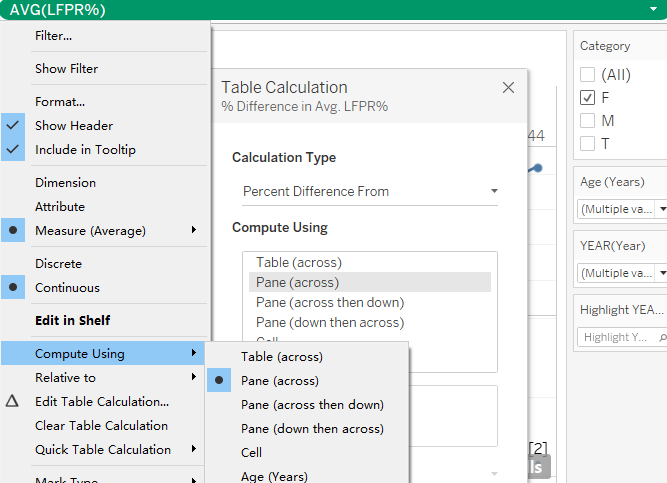 AVG(LFPR%)
Filter...
Show Filter
Format...
Show Header
Include in Tooltip
Dimension
Attribute
Measure (Average)
Discrete
Continuous
Edit in Shelf
Compute Using
Relative to
Edit Table Calculation...
Clear Table Calculation
Quick Table Calculation
Mark Type
Table (across)
Pane (across)
Pane (across then down)
Pane (down then across)
Cell
Age (Years)
Table Calculation
% Difference in Avg. LFPR%
Calculation Type
Percent Difference From
Compute Using
Table (across)
Pane (across)
Pane (across then down)
Pane (down then across)
Cell
44
[2]
ls
Category
(All)
F
M
T
Age (Years)
(Multiple va...
YEAR(Year)
(Multiple va...
Highlight YEA...
Highlight Y...